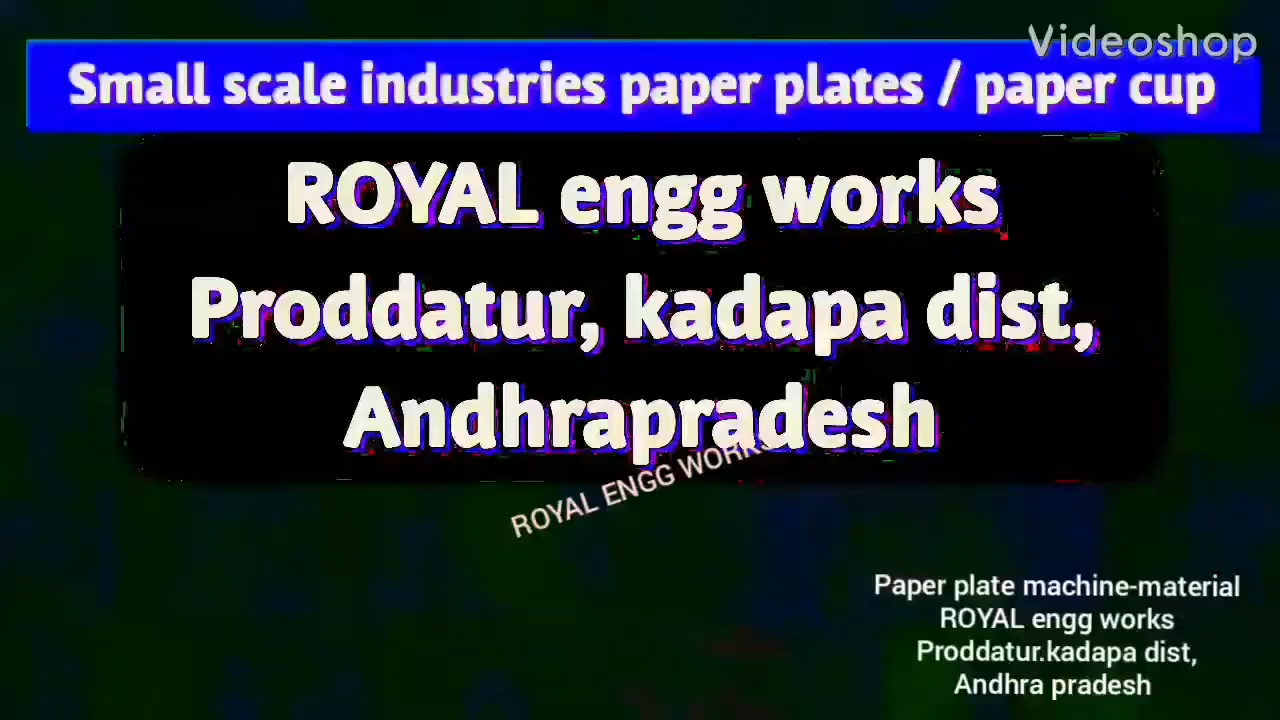 Videoshop
Small scale industries paper plates / paper cup
ROYAL engg works
Proddatur, kadapa dist,
Andhrapradesh
ROYAL ENGG WORKS
Paper plate machine-material
ROYAL engg works
Proddatur.kadapa dist,
Andhra pradesh